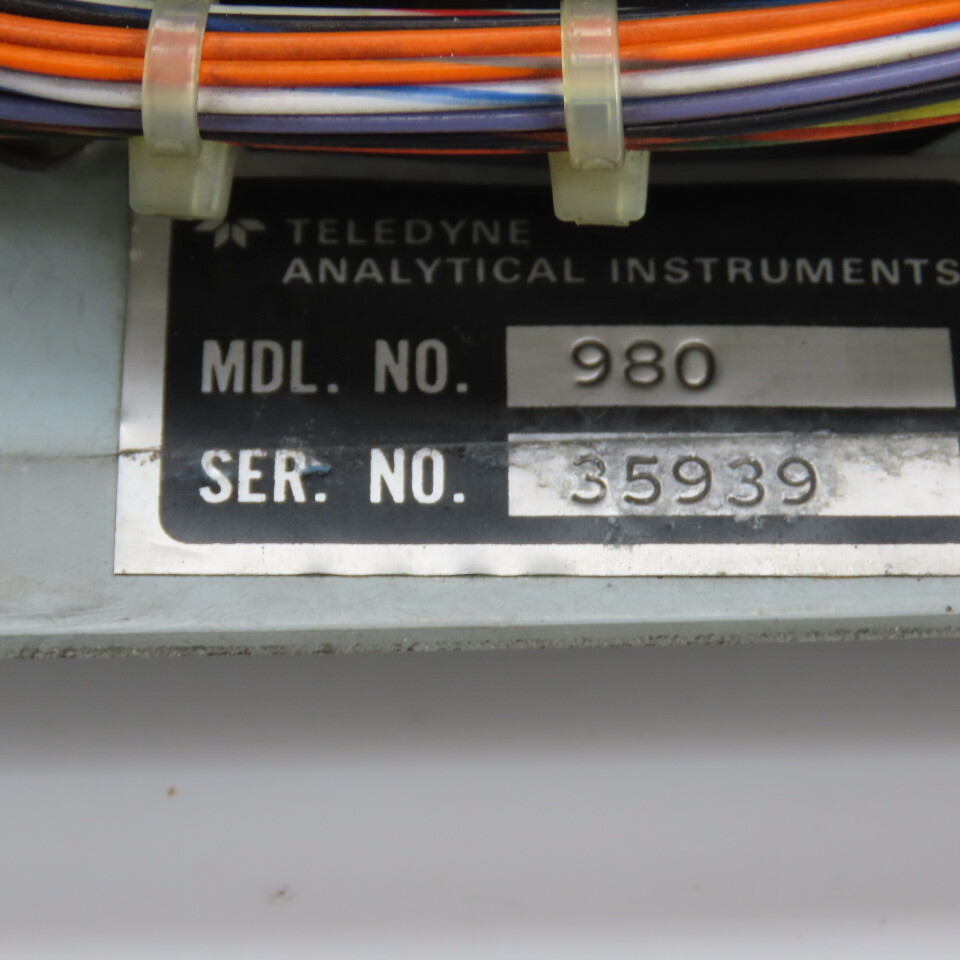 TELEDYNE
ANALYTICAL INSTRUMENTS
MDL. NO. 980
SER. NO. 35939